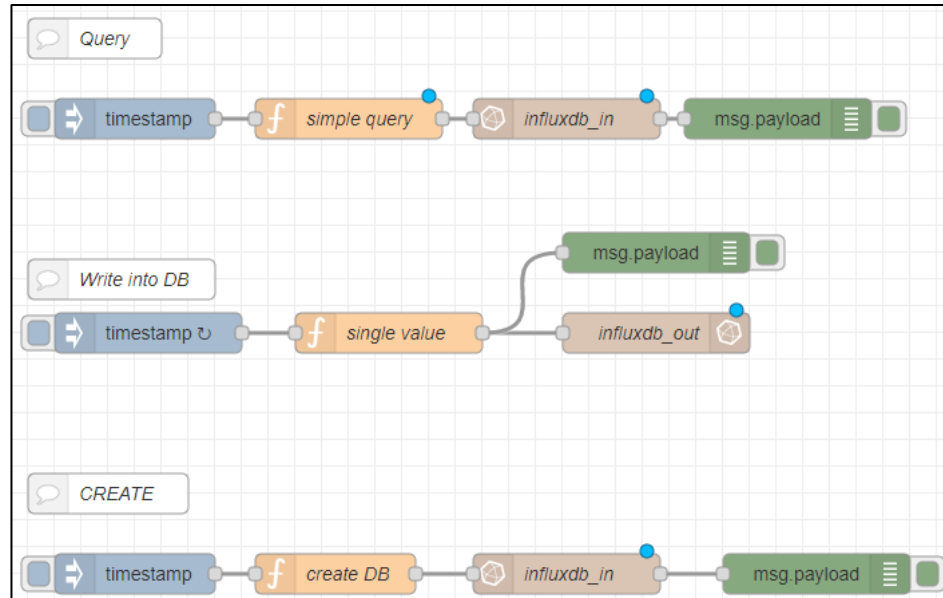 Query
timestamp
simple query
influxdb_in
msg.payload
msg.payload
Write into DB
timestamp ↻
single value
influxdb_out
CREATE
timestamp
create DB
influxdb_in
msg.payload